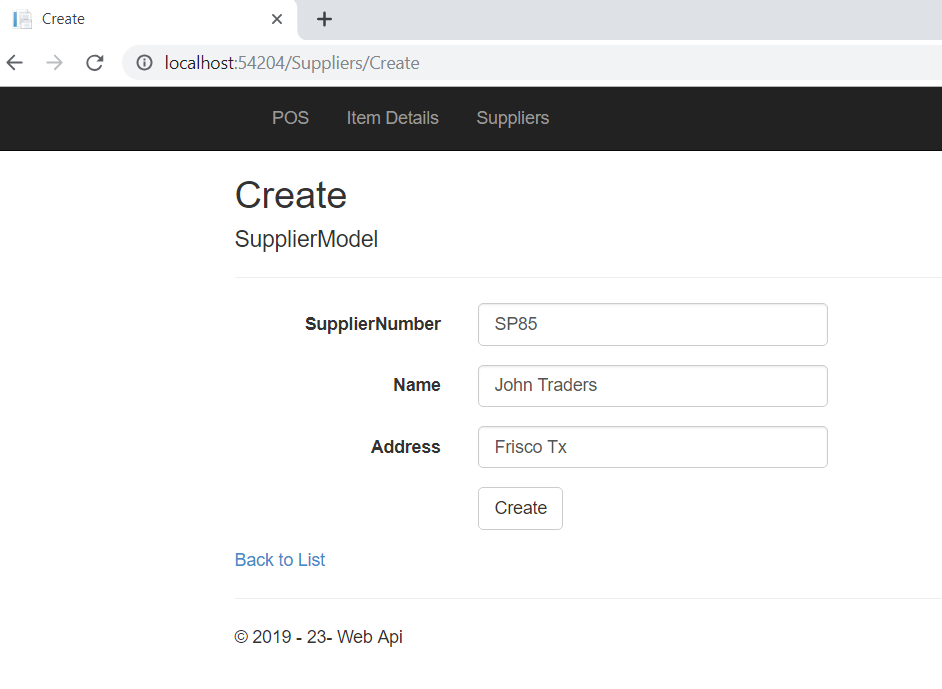 Create
localhost:54204/Suppliers/Create
POS Item Details Suppliers
Create
SupplierModel
SupplierNumber SP85
Name John Traders
Address Frisco Tx
Create
Back to List
© 2019 - 23- Web Api